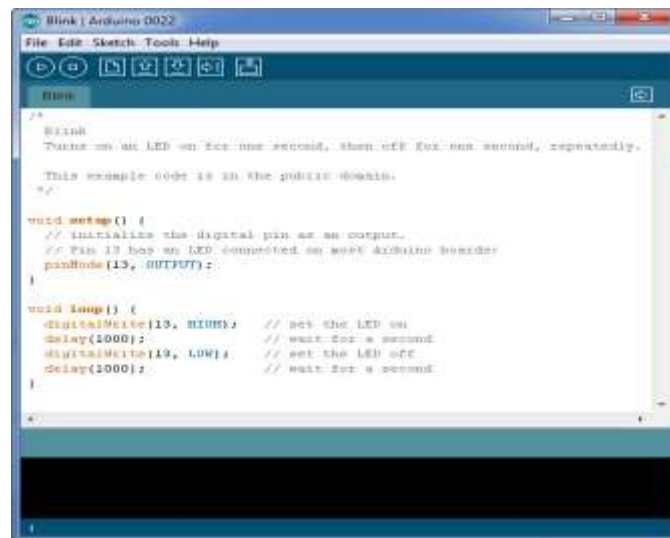 Blink | Arduino 0022
File Edit Sketch Tools Help
Blink
/*
  Blink
  Turns on an LED on for one second, then off for one second, repeatedly.

  This example code is in the public domain.
 */

void setup() {
  // initialize the digital pin as an output.
  // Pin 13 has an LED connected on most Arduino boards:
  pinMode(13, OUTPUT);
}

void loop() {
  digitalWrite(13, HIGH);   // set the LED on
  delay(1000);              // wait for a second
  digitalWrite(13, LOW);    // set the LED off
  delay(1000);              // wait for a second
}